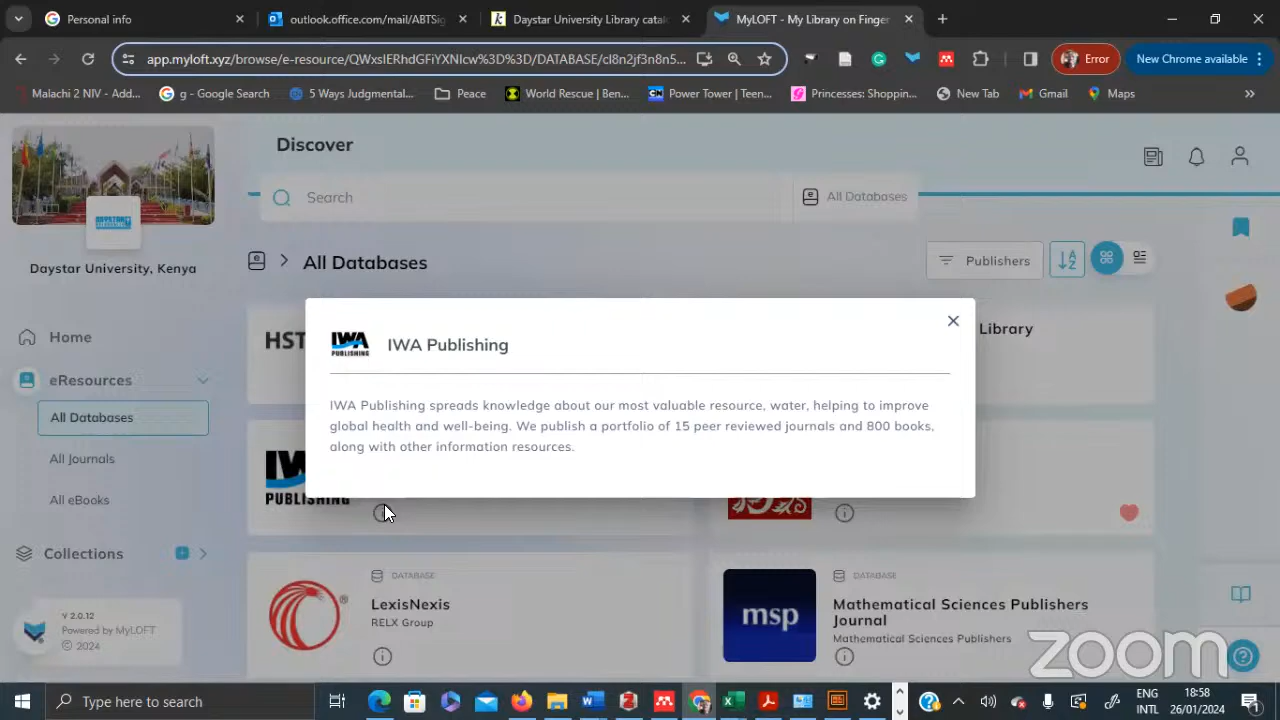 Personal info
outlook.office.com/mail/ABTSig
Daystar University Library catal
MyLOFT - My Library on Finger
app.myloft.xyz/browse/e-resource/QWxsIERhdGFiYXNlcw%3D%3D/DATABASE/cI8n2jf3n8n5...
Error
New Chrome available
Malachi 2 NIV - Add...
g - Google Search
5 Ways Judgmental...
Peace
World Rescue | Ben...
Power Tower | Teen...
Princesses: Shoppin...
New Tab
Gmail
Maps
Discover
Search
All Databases
DAYSTAR
Daystar University, Kenya
All Databases
Publishers
Home
eResources
All Databases
All Journals
All eBooks
Collections
V 2.0.12
Powered by MyLOFT
© 2024
HST
Library
IWA PUBLISHING
IWA Publishing
IWA Publishing spreads knowledge about our most valuable resource, water, helping to improve
global health and well-being. We publish a portfolio of 15 peer reviewed journals and 800 books,
along with other information resources.
IW
PUBLISHING
DATABASE
LexisNexis
RELX Group
msp
DATABASE
Mathematical Sciences Publishers
Journal
Mathematical Sciences Publishers
zoom
Type here to search
ENG
INTL
18:58
26/01/2024